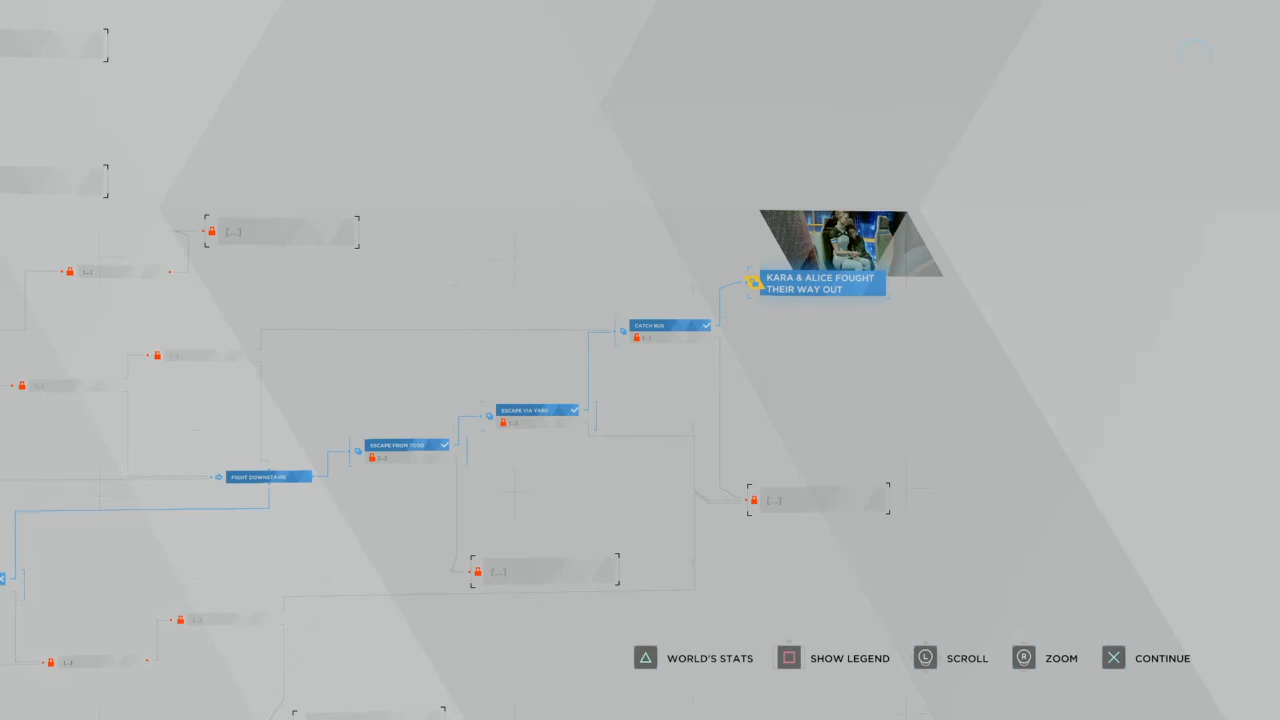 [...]
[...]
KARA & ALICE FOUGHT
THEIR WAY OUT
CATCH BUS
[...]
[...]
[...]
ESCAPE VIA YARD
[...]
ESCAPE FROM TODD
[...]
FIGHT DOWNSTAIRS
[...]
[...]
[...]
[...]
WORLD'S STATS
SHOW LEGEND
L
SCROLL
R
ZOOM
CONTINUE